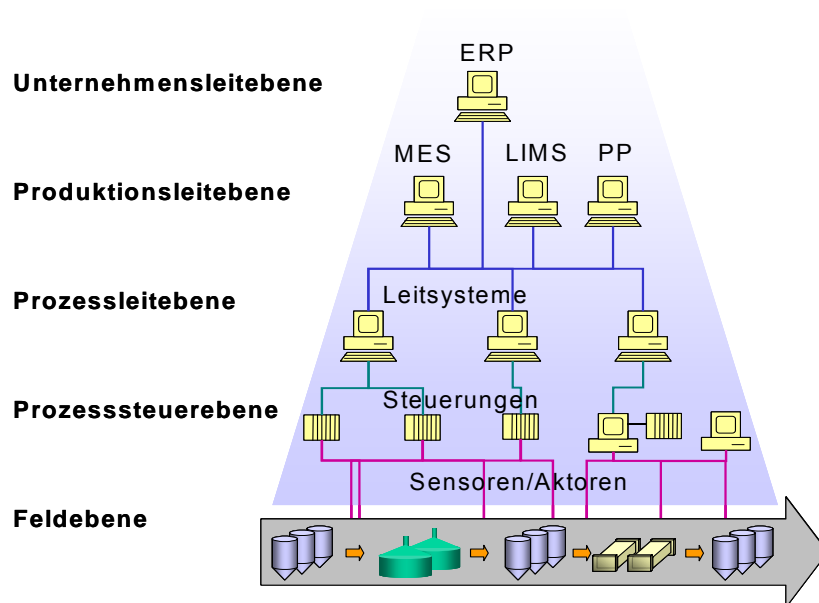 ERP
Unternehmensleitebene
MES LIMS PP
Produktionsleitebene
Prozessleitebene
Leitsysteme
Prozesssteuerebene
Steuerungen
Sensoren/Aktoren
Feldebene